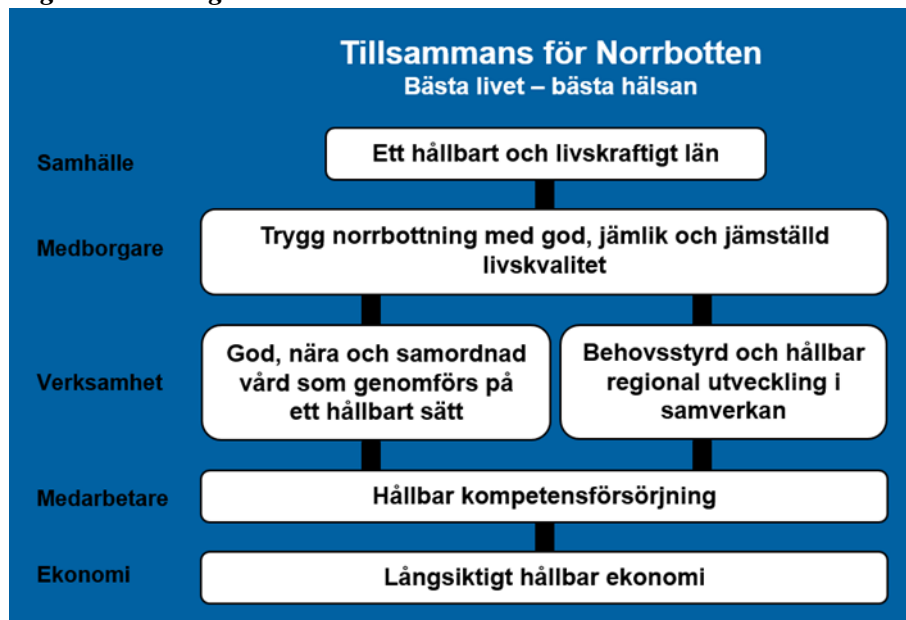 Tillsammans för Norrbotten
Bästa livet – bästa hälsan
Samhälle
Ett hållbart och livskraftigt län
Medborgare
Trygg norrbottning med god, jämlik och jämställd
livskvalitet
Verksamhet
God, nära och samordnad
vård som genomförs på
ett hållbart sätt
Behovsstyrd och hållbar
regional utveckling i
samverkan
Medarbetare
Hållbar kompetensförsörjning
Ekonomi
Långsiktigt hållbar ekonomi